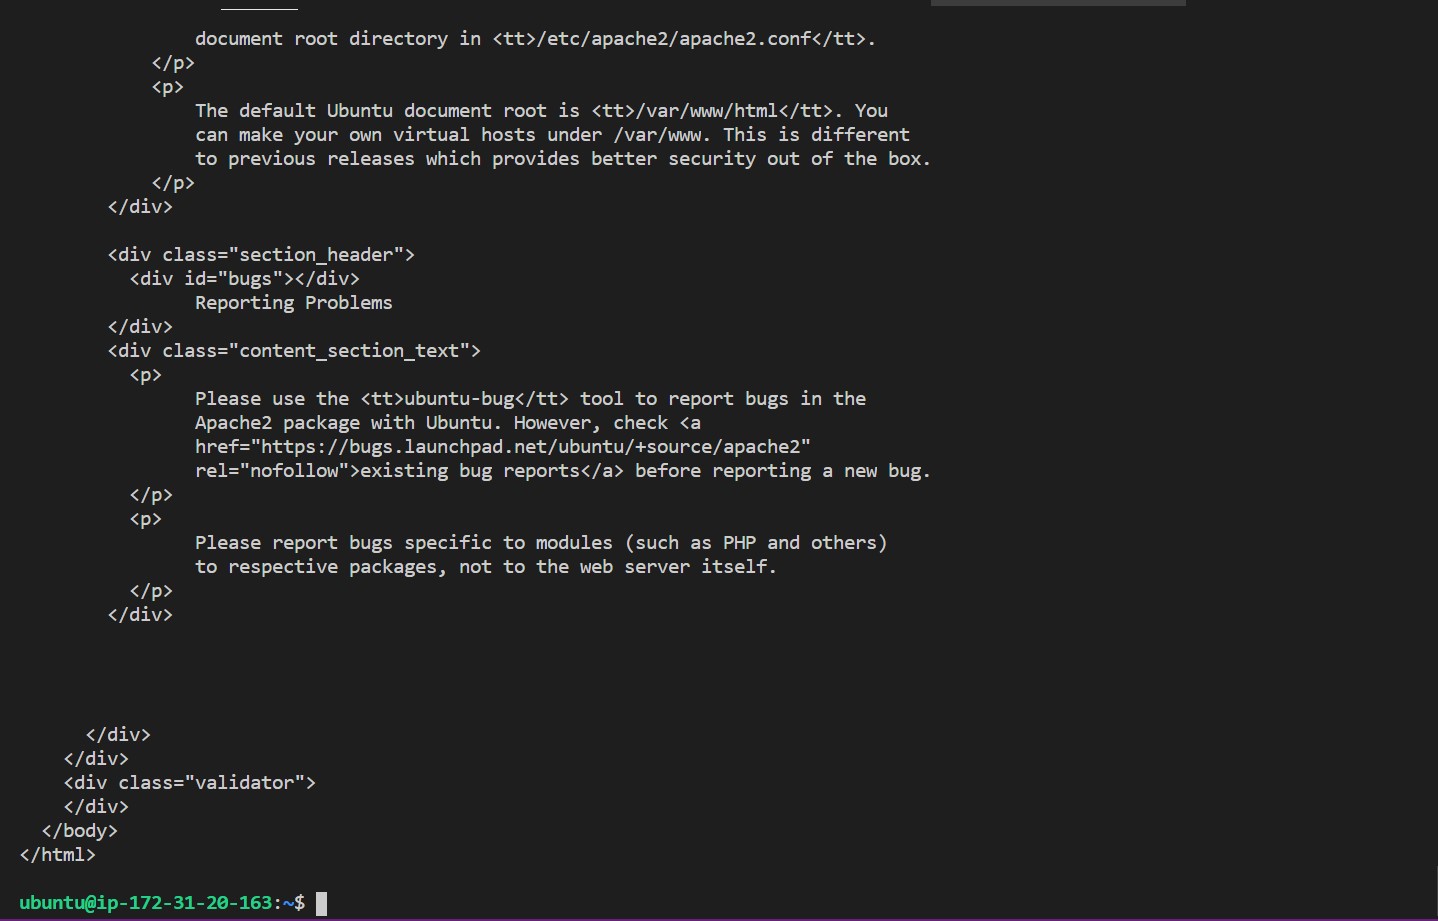 document root directory in <tt>/etc/apache2/apache2.conf</tt>.
</p>
<p>
The default Ubuntu document root is <tt>/var/www/html</tt>. You
can make your own virtual hosts under /var/www. This is different
to previous releases which provides better security out of the box.
</p>
</div>
<div class="section_header">
<div id="bugs"></div>
Reporting Problems
</div>
<div class="content_section_text">
<p>
Please use the <tt>ubuntu-bug</tt> tool to report bugs in the
Apache2 package with Ubuntu. However, check <a
href="https://bugs.launchpad.net/ubuntu/+source/apache2"
rel="nofollow">existing bug reports</a> before reporting a new bug.
</p>
<p>
Please report bugs specific to modules (such as PHP and others)
to respective packages, not to the web server itself.
</p>
</div>
</div>
</div>
<div class="validator">
</div>
</body>
</html>
ubuntu@ip-172-31-20-163:~$